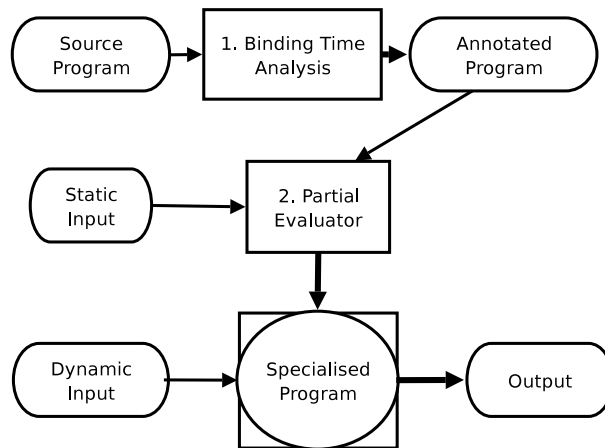 Source
Program
1. Binding Time
Analysis
Annotated
Program
Static
Input
2. Partial
Evaluator
Dynamic
Input
Specialised
Program
Output